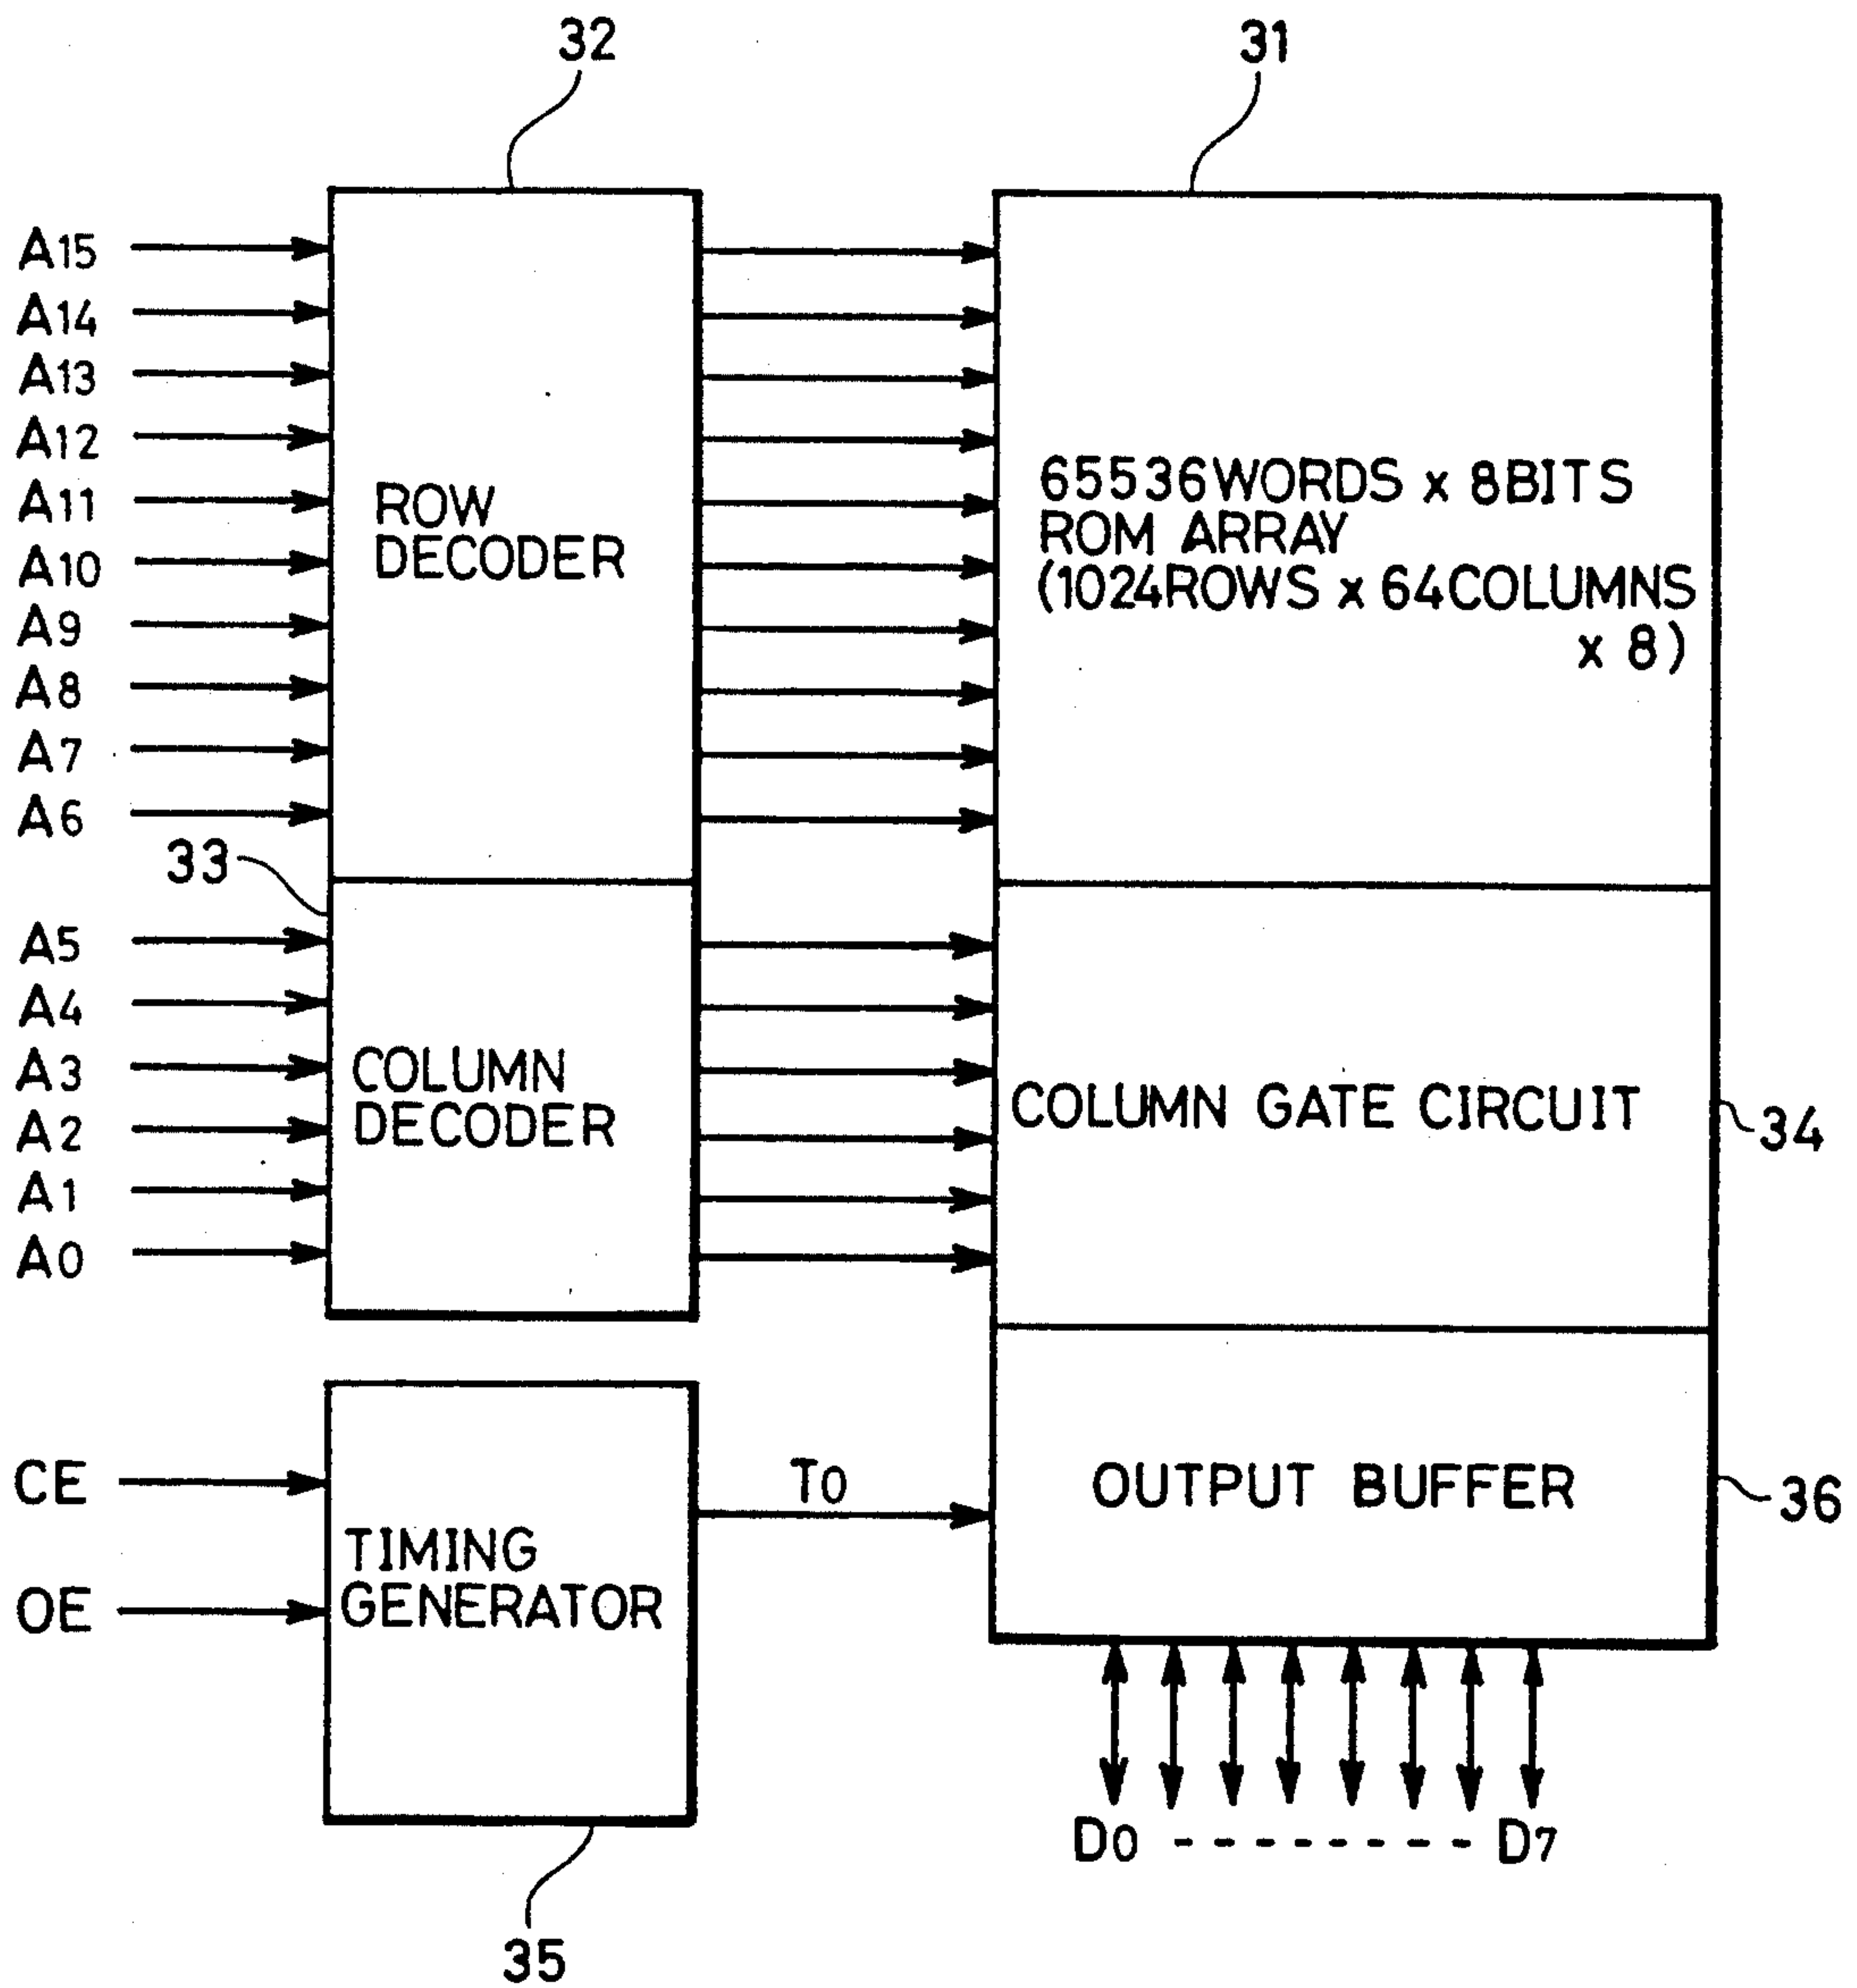 32
31
A15
A14
A13
A12
A11
A10
A9
A8
A7
A6
ROW
DECODER
65536WORDS x 8BITS
ROM ARRAY
(1024ROWS x 64COLUMNS
x 8)
33
A5
A4
A3
A2
A1
A0
COLUMN
DECODER
COLUMN GATE CIRCUIT
34
CE
OE
TIMING
GENERATOR
T0
OUTPUT BUFFER
36
D0 -------- D7
35